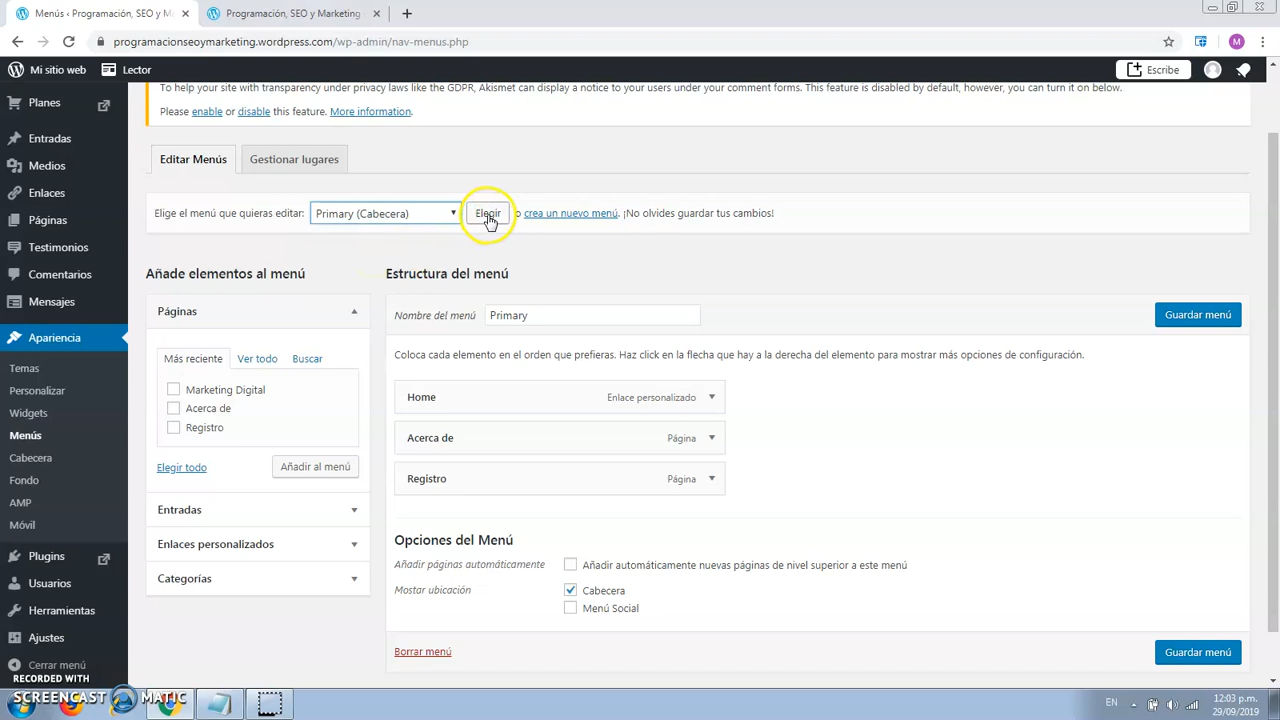 Menús ‹ Programación, SEO y M
Programación, SEO y Marketing
programacionseoymarketing.wordpress.com/wp-admin/nav-menus.php
M
Mi sitio web
Lector
Escribe
To help your site with transparency under privacy laws like the GDPR, Akismet can display a notice to your users under your comment forms. This feature is disabled by default, however, you can turn it on below.
Please enable or disable this feature. More information.
Planes
Entradas
Medios
Enlaces
Páginas
Testimonios
Comentarios
Mensajes
Apariencia
Temas
Personalizar
Widgets
Menús
Cabecera
Fondo
AMP
Móvil
Plugins
Usuarios
Herramientas
Ajustes
Cerrar menú
Editar Menús
Gestionar lugares
Elige el menú que quieras editar: Primary (Cabecera) Elegir o crea un nuevo menú. ¡No olvides guardar tus cambios!
Añade elementos al menú
Páginas
Más reciente Ver todo Buscar
Marketing Digital
Acerca de
Registro
Elegir todo Añadir al menú
Entradas
Enlaces personalizados
Categorías
Estructura del menú
Nombre del menú Primary Guardar menú
Coloca cada elemento en el orden que prefieras. Haz click en la flecha que hay a la derecha del elemento para mostrar más opciones de configuración.
Home Enlace personalizado
Acerca de Página
Registro Página
Opciones del Menú
Añadir páginas automáticamente Añadir automáticamente nuevas páginas de nivel superior a este menú
Mostar ubicación Cabecera
Menú Social
Borrar menú Guardar menú
RECORDED WITH
SCREENCAST MATIC
EN
12:03 p.m.
29/09/2019